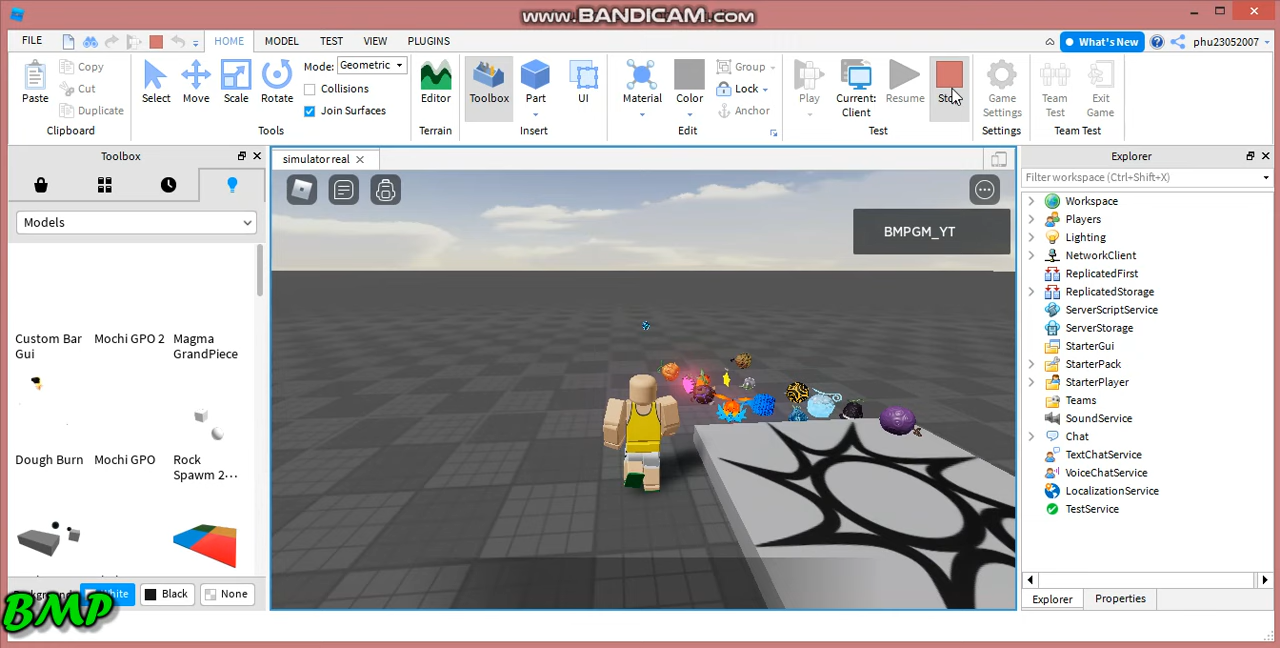 www.BANDICAM.com
FILE HOME MODEL TEST VIEW PLUGINS What's New phu23052007
Paste Copy Cut Duplicate Clipboard
Select Move Scale Rotate Mode: Geometric Collisions Join Surfaces Tools
Editor Terrain
Toolbox Part UI Insert
Material Color Group Lock Anchor Edit
Play Current: Client Resume Test
Game Settings Settings
Team Test Exit Game Team Test
Toolbox
Models
Custom Bar Gui
Mochi GPO 2
Magma GrandPiece
Dough Burn
Mochi GPO
Rock Spawn 2...
White Black None
BMP
simulator real
BMPGM_YT
Explorer
Filter workspace (Ctrl+Shift+X)
Workspace
Players
Lighting
NetworkClient
ReplicatedFirst
ReplicatedStorage
ServerScriptService
ServerStorage
StarterGui
StarterPack
StarterPlayer
Teams
SoundService
Chat
TextChatService
VoiceChatService
LocalizationService
TestService
Explorer Properties